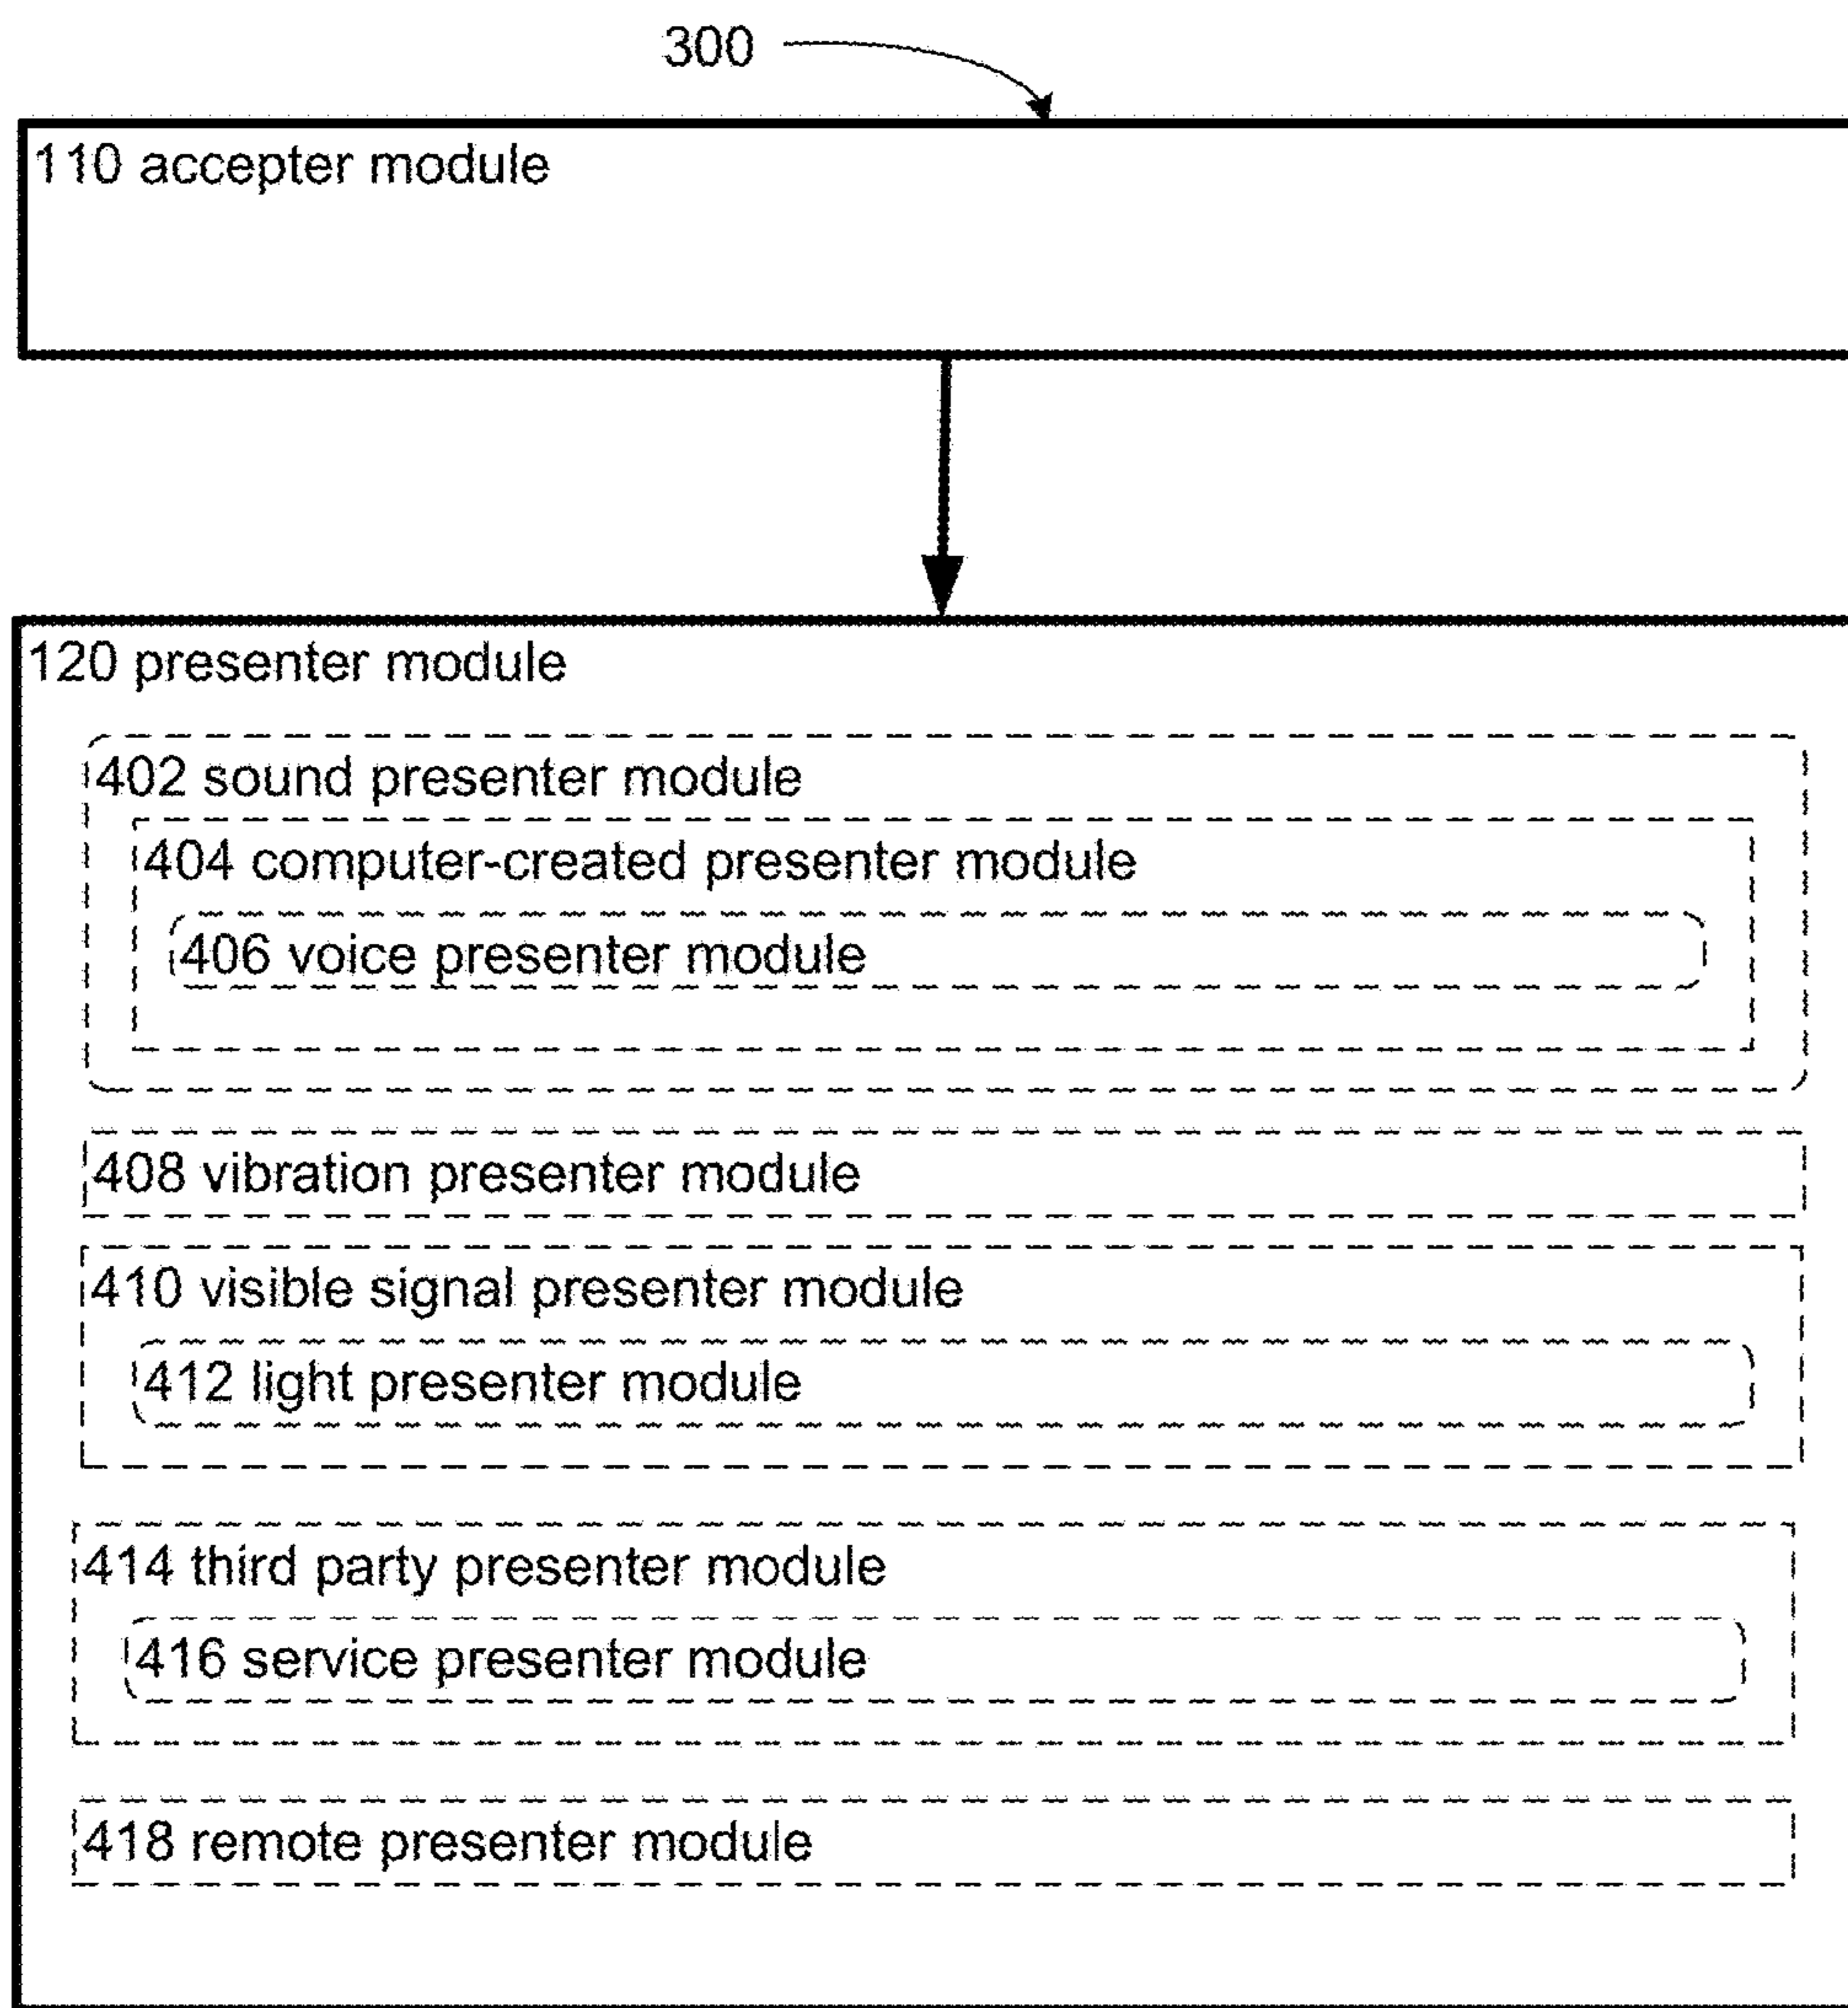 300
110 accepter module
120 presenter module
402 sound presenter module
404 computer-created presenter module
406 voice presenter module
408 vibration presenter module
410 visible signal presenter module
412 light presenter module
414 third party presenter module
416 service presenter module
418 remote presenter module